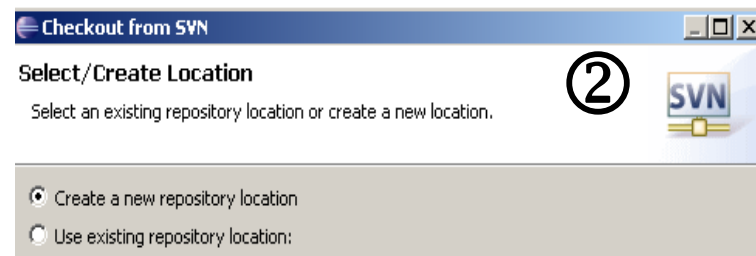 Checkout from SVN
Select/Create Location
②
Select an existing repository location or create a new location.
SVN
Create a new repository location
Use existing repository location: